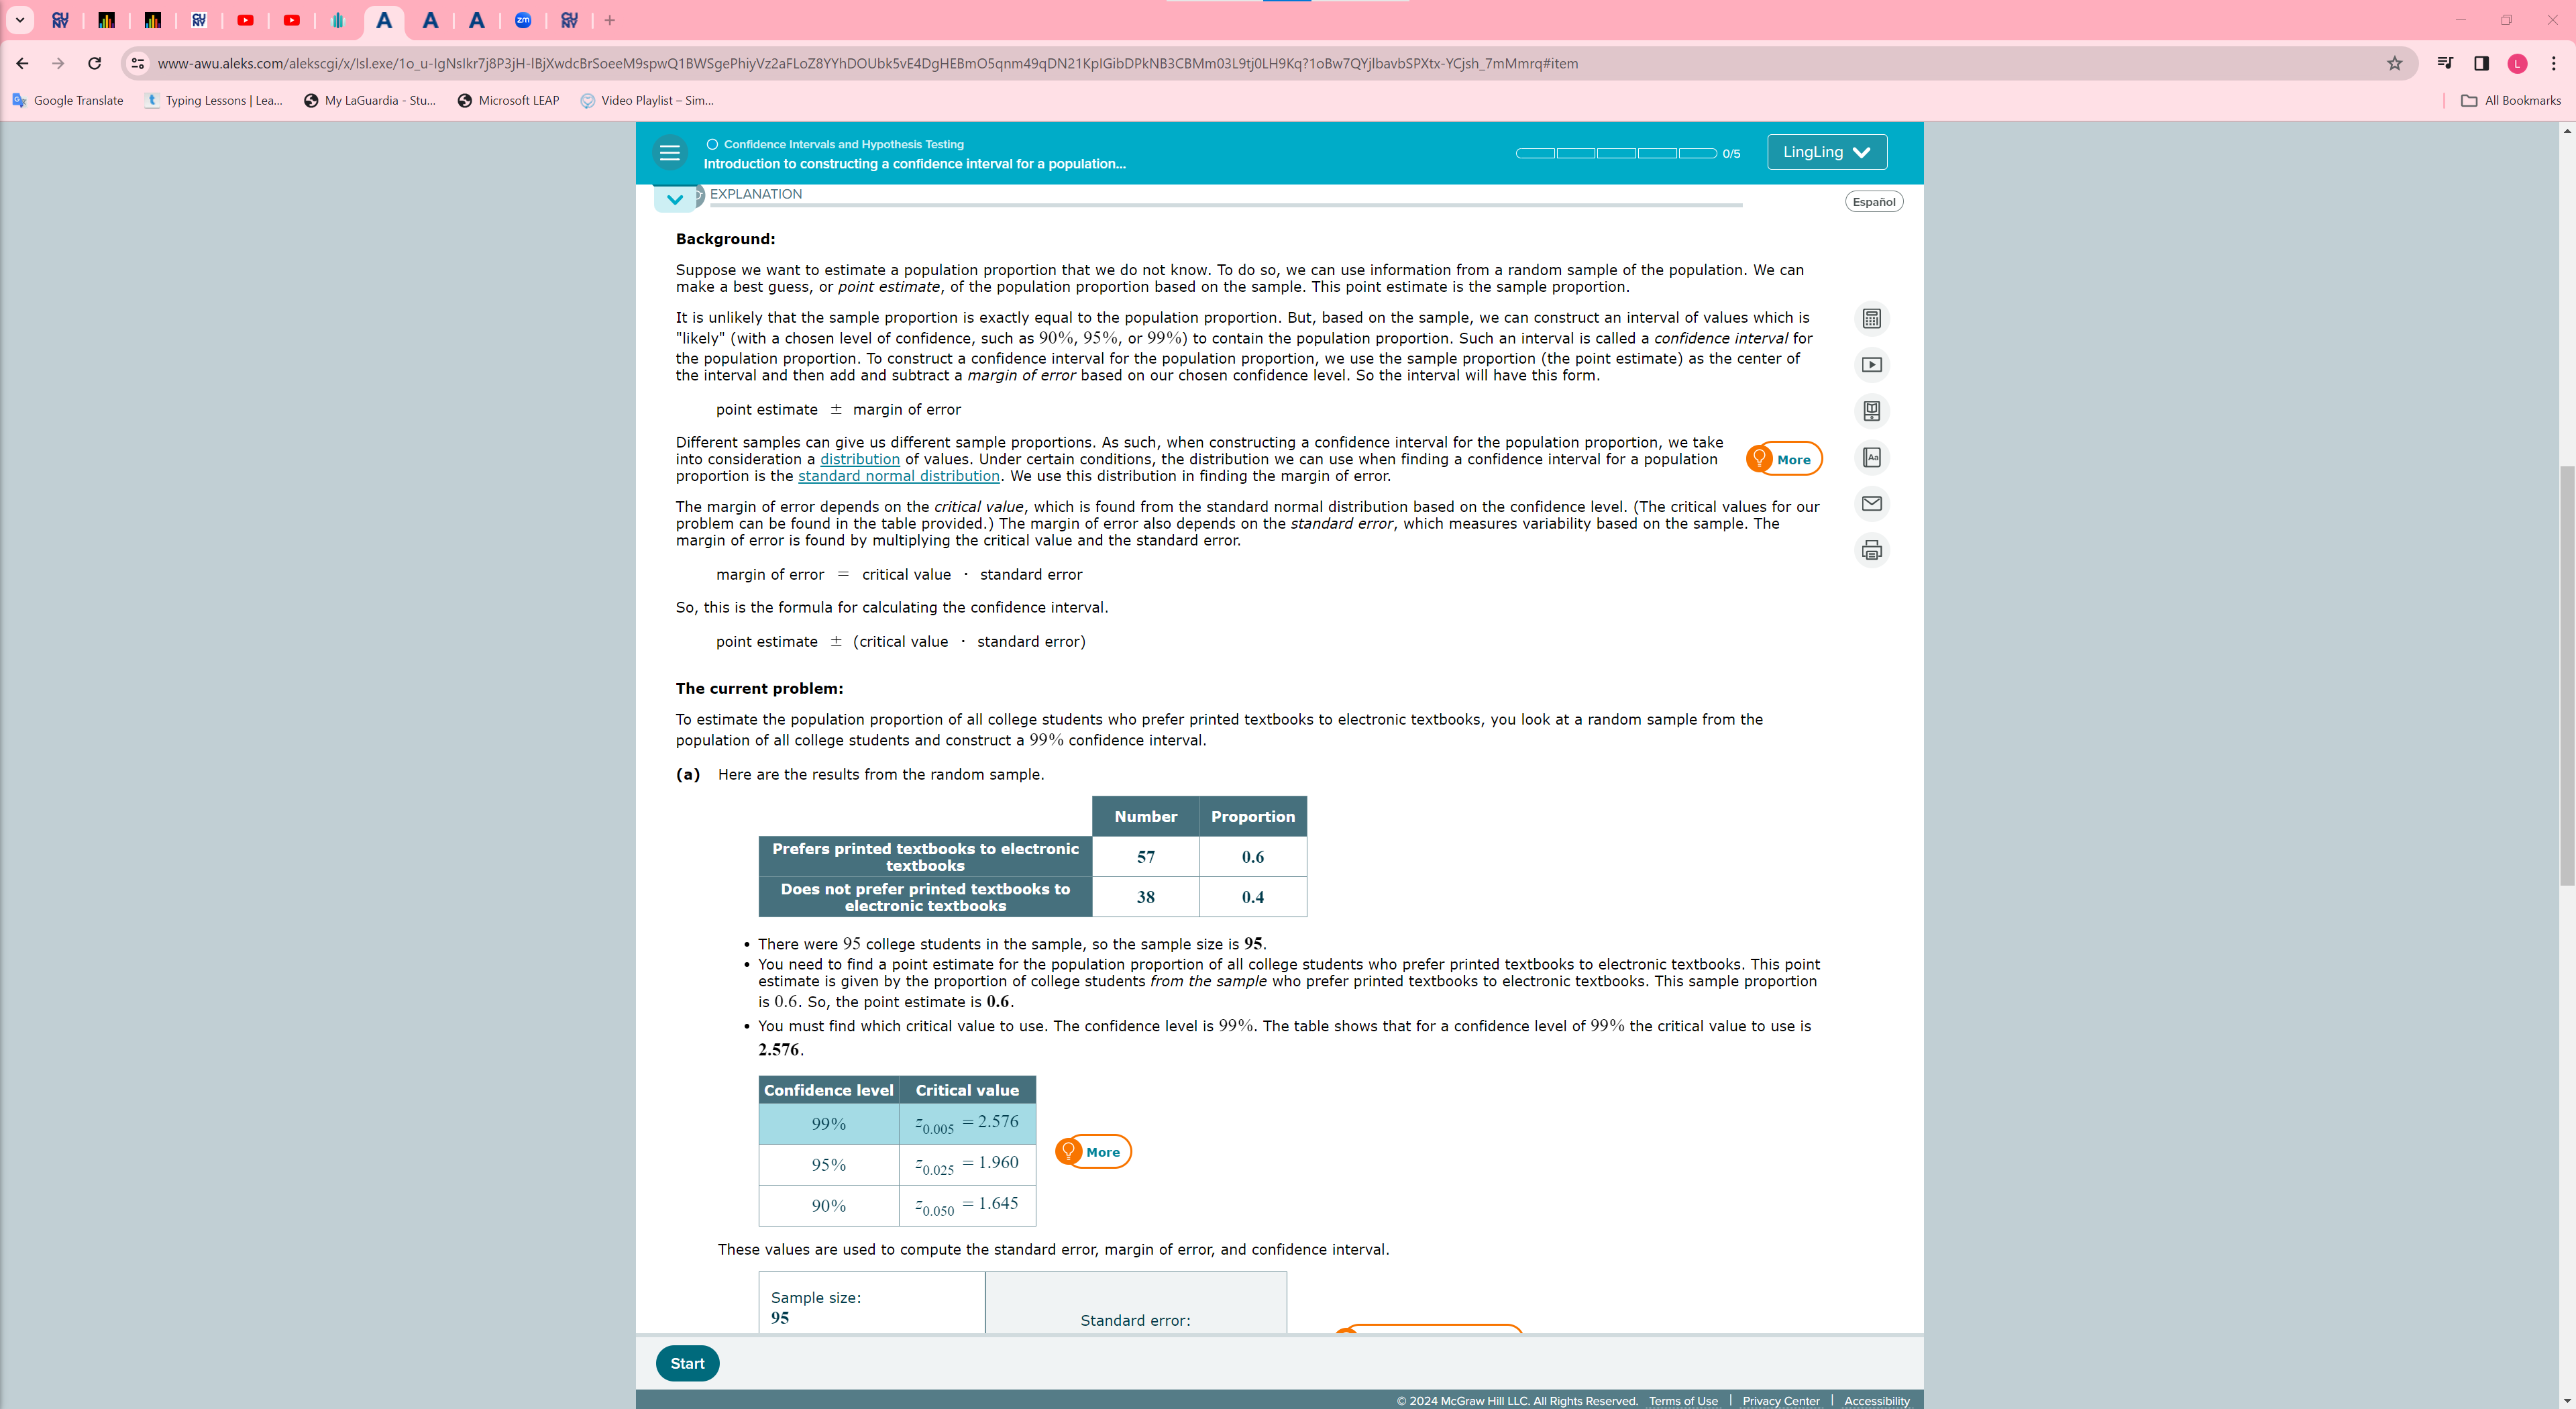 www-awu.aleks.com/alekscgi/x/Isl.exe/1o_u-IgNsIkr7j8P3jH-IBjXwdcBrSoeeM9spwQ1BWSgePhiyVz2aFLoZ8YYhDOUbk5vE4DgHEBmO5qnm49qDN21KpIGibDPkNB3CBMm03L9tj0LH9Kq?1oBw7QYjlbavbSPXtx-YCjsh_7mMmrq#item
Google Translate
Typing Lessons | Lea...
My LaGuardia - Stu...
Microsoft LEAP
Video Playlist – Sim...
All Bookmarks
Confidence Intervals and Hypothesis Testing
Introduction to constructing a confidence interval for a population...
0/5
LingLing
EXPLANATION
Español
Background:
Suppose we want to estimate a population proportion that we do not know. To do so, we can use information from a random sample of the population. We can
make a best guess, or point estimate, of the population proportion based on the sample. This point estimate is the sample proportion.
It is unlikely that the sample proportion is exactly equal to the population proportion. But, based on the sample, we can construct an interval of values which is
"likely" (with a chosen level of confidence, such as 90%, 95%, or 99%) to contain the population proportion. Such an interval is called a confidence interval for
the population proportion. To construct a confidence interval for the population proportion, we use the sample proportion (the point estimate) as the center of
the interval and then add and subtract a margin of error based on our chosen confidence level. So the interval will have this form.
point estimate ± margin of error
Different samples can give us different sample proportions. As such, when constructing a confidence interval for the population proportion, we take
into consideration a distribution of values. Under certain conditions, the distribution we can use when finding a confidence interval for a population
proportion is the standard normal distribution. We use this distribution in finding the margin of error.
More
The margin of error depends on the critical value, which is found from the standard normal distribution based on the confidence level. (The critical values for our
problem can be found in the table provided.) The margin of error also depends on the standard error, which measures variability based on the sample. The
margin of error is found by multiplying the critical value and the standard error.
margin of error = critical value · standard error
So, this is the formula for calculating the confidence interval.
point estimate ± (critical value · standard error)
The current problem:
To estimate the population proportion of all college students who prefer printed textbooks to electronic textbooks, you look at a random sample from the
population of all college students and construct a 99% confidence interval.
(a) Here are the results from the random sample.
Number Proportion
Prefers printed textbooks to electronic
textbooks
57 0.6
Does not prefer printed textbooks to
electronic textbooks
38 0.4
• There were 95 college students in the sample, so the sample size is 95.
• You need to find a point estimate for the population proportion of all college students who prefer printed textbooks to electronic textbooks. This point
estimate is given by the proportion of college students from the sample who prefer printed textbooks to electronic textbooks. This sample proportion
is 0.6. So, the point estimate is 0.6.
• You must find which critical value to use. The confidence level is 99%. The table shows that for a confidence level of 99% the critical value to use is
2.576.
Confidence level Critical value
99% z0.005 = 2.576
95% z0.025 = 1.960
90% z0.050 = 1.645
More
These values are used to compute the standard error, margin of error, and confidence interval.
Sample size:
95
Standard error:
Start
© 2024 McGraw Hill LLC. All Rights Reserved. Terms of Use | Privacy Center | Accessibility